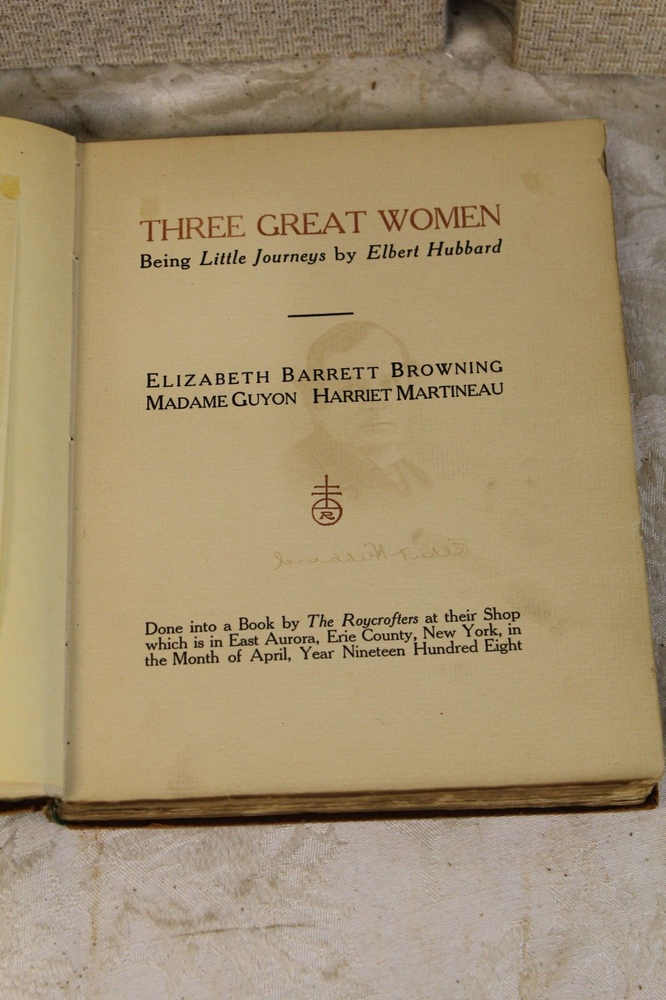 THREE GREAT WOMEN
Being Little Journeys by Elbert Hubbard
ELIZABETH BARRETT BROWNING
MADAME GUYON HARRIET MARTINEAU
R
Done into a Book by The Roycrofters at their Shop
which is in East Aurora, Erie County, New York, in
the Month of April, Year Nineteen Hundred Eight